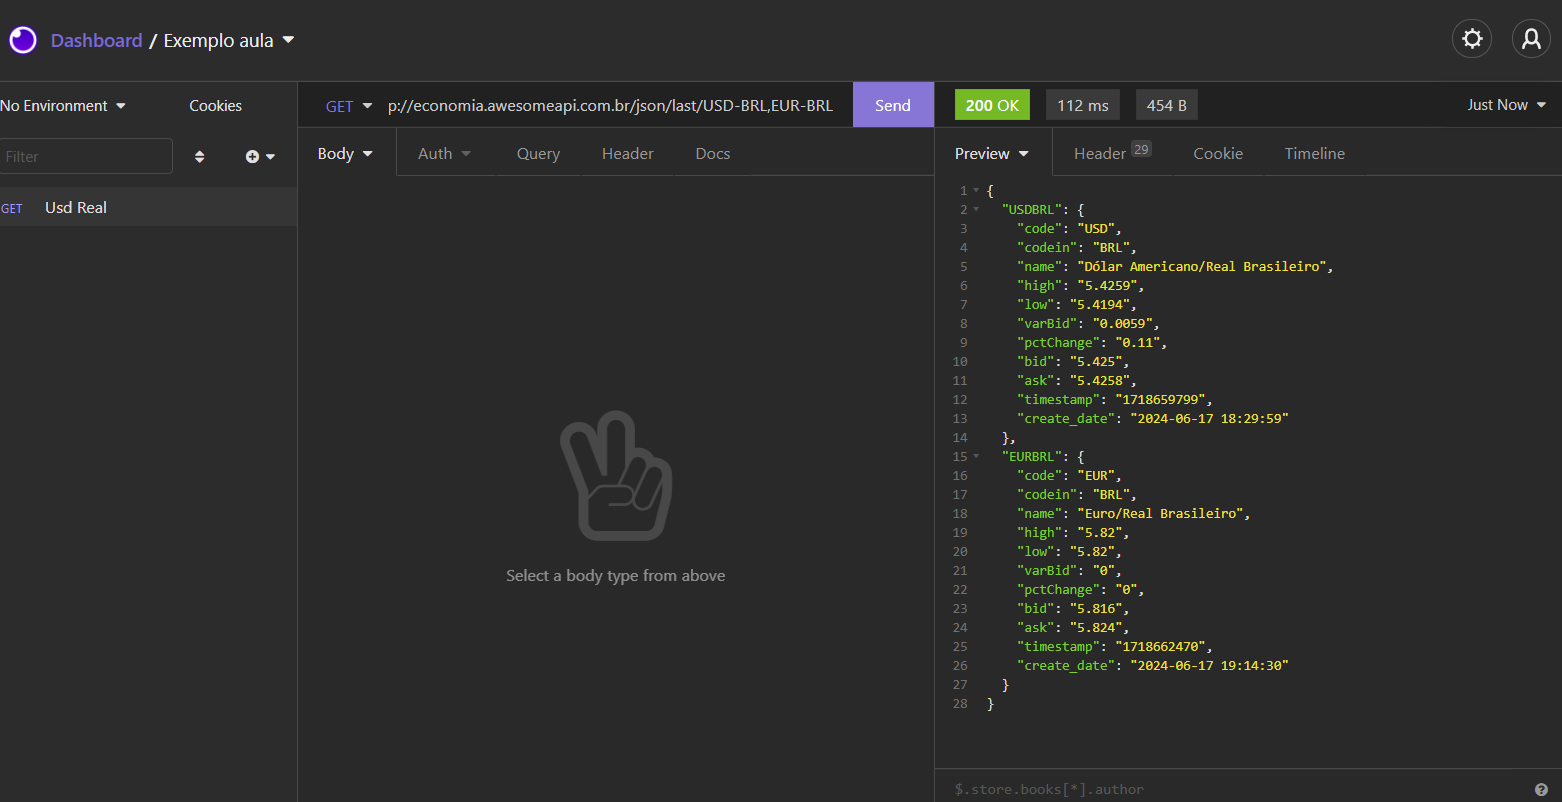 Dashboard / Exemplo aula
No Environment
Cookies
Filter
GET Usd Real
GET p://economia.awesomeapi.com.br/json/last/USD-BRL,EUR-BRL Send
Body Auth Query Header Docs
Select a body type from above
200 OK 112 ms 454 B Just Now
Preview Header 29 Cookie Timeline
1 {
2 "USDBRL": {
3 "code": "USD",
4 "codein": "BRL",
5 "name": "Dólar Americano/Real Brasileiro",
6 "high": "5.4259",
7 "low": "5.4194",
8 "varBid": "0.0059",
9 "pctChange": "0.11",
10 "bid": "5.425",
11 "ask": "5.4258",
12 "timestamp": "1718659799",
13 "create_date": "2024-06-17 18:29:59"
14 },
15 "EURBRL": {
16 "code": "EUR",
17 "codein": "BRL",
18 "name": "Euro/Real Brasileiro",
19 "high": "5.82",
20 "low": "5.82",
21 "varBid": "0",
22 "pctChange": "0",
23 "bid": "5.816",
24 "ask": "5.824",
25 "timestamp": "1718662470",
26 "create_date": "2024-06-17 19:14:30"
27 }
28 }
$.store.books[*].author